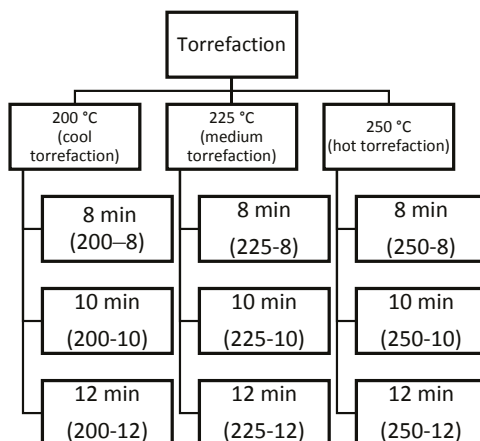 Torrefaction
200 °C
(cool
torrefaction)
225 °C
(medium
torrefaction)
250 °C
(hot torrefaction)
8 min
(200–8)
8 min
(225-8)
8 min
(250-8)
10 min
(200-10)
10 min
(225-10)
10 min
(250-10)
12 min
(200-12)
12 min
(225-12)
12 min
(250-12)